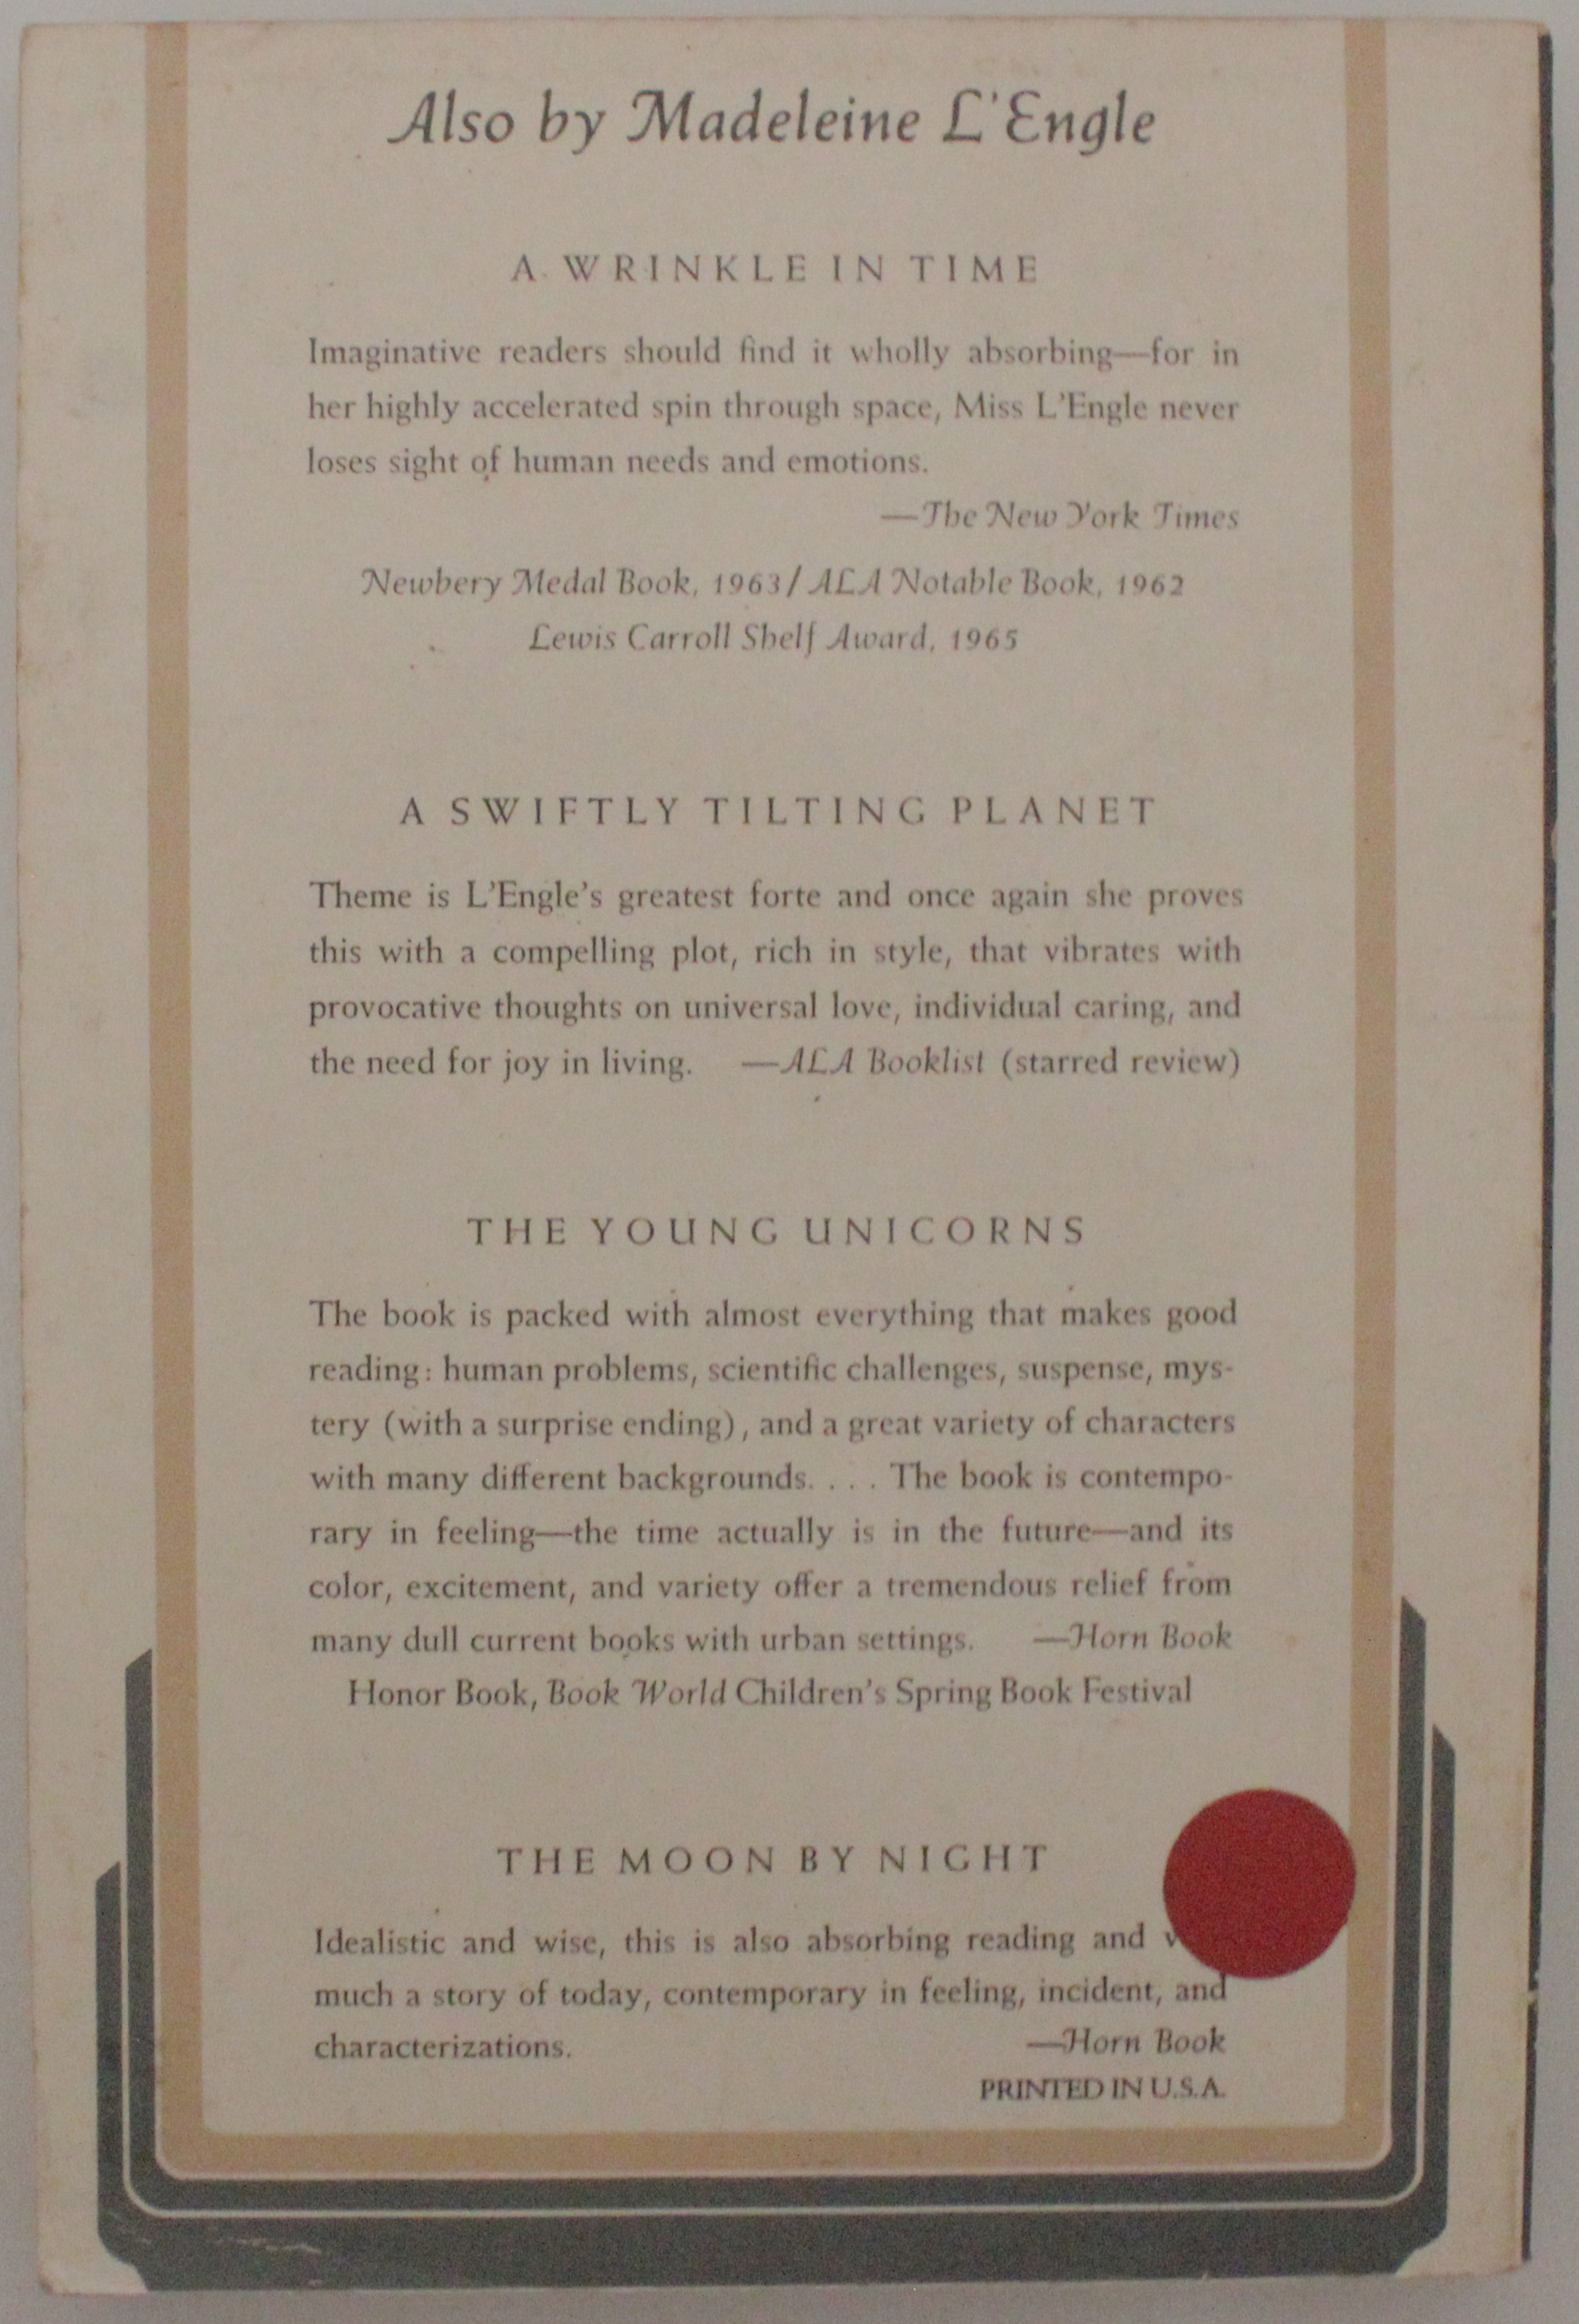 Also by Madeleine L'Engle
A WRINKLE IN TIME
Imaginative readers should find it wholly absorbing—for in
her highly accelerated spin through space, Miss L'Engle never
loses sight of human needs and emotions.
—The New York Times
Newbery Medal Book, 1963/ALA Notable Book, 1962
Lewis Carroll Shelf Award, 1965
A SWIFTLY TILTING PLANET
Theme is L'Engle's greatest forte and once again she proves
this with a compelling plot, rich in style, that vibrates with
provocative thoughts on universal love, individual caring, and
the need for joy in living. —ALA Booklist (starred review)
THE YOUNG UNICORNS
The book is packed with almost everything that makes good
reading: human problems, scientific challenges, suspense, mys-
tery (with a surprise ending), and a great variety of characters
with many different backgrounds. . . . The book is contempo-
rary in feeling—the time actually is in the future—and its
color, excitement, and variety offer a tremendous relief from
many dull current books with urban settings. —Horn Book
Honor Book, Book World Children's Spring Book Festival
THE MOON BY NIGHT
Idealistic and wise, this is also absorbing reading and
much a story of today, contemporary in feeling, incident, and
characterizations. —Horn Book
PRINTED IN U.S.A.